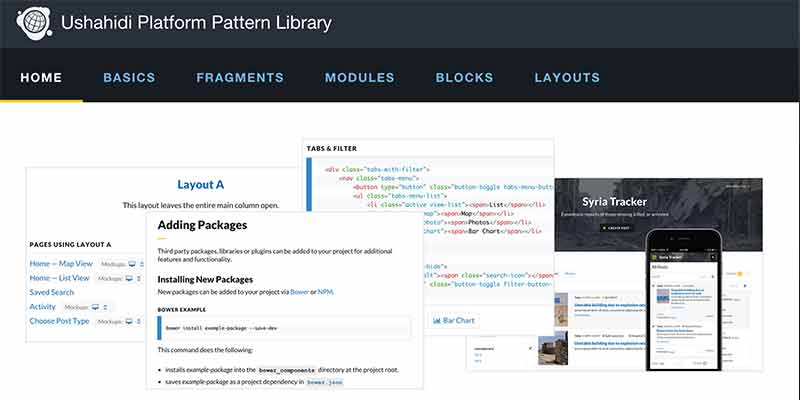 Ushahidi Platform Pattern Library
HOME BASICS FRAGMENTS MODULES BLOCKS LAYOUTS
Layout A
This layout leaves the entire main column open.
PAGES USING LAYOUT A
Home — Map View Mockups:
Home — List View Mockups:
Saved Search
Activity Mockups:
Choose Post Type Mockups:
TABS & FILTER
<div class="tabs-with-filter">
<nav class="tabs-menu">
<button type="button" class="button-toggle tabs-menu-butt
<ul class="tabs-menu-list">
<li class="active view-list"><span>List</span></li>
map"><span>Map</span></li>
photo"><span>Photos</span></li>
chart"><span>Bar Chart</span></li>
-hide">
<span class="search-icon"></span>
class="button-toggle filter-button
Bar Chart
Adding Packages
Third party packages, libraries or plugins can be added to your project for additional
features and functionality.
Installing New Packages
New packages can be added to your project via Bower or NPM.
BOWER EXAMPLE
bower install example-package --save-dev
This command does the following:
• installs example-package into the bower_components directory at the project root.
• saves example-package as a project dependency in bower.json
Syria Tracker
Syria Tracker